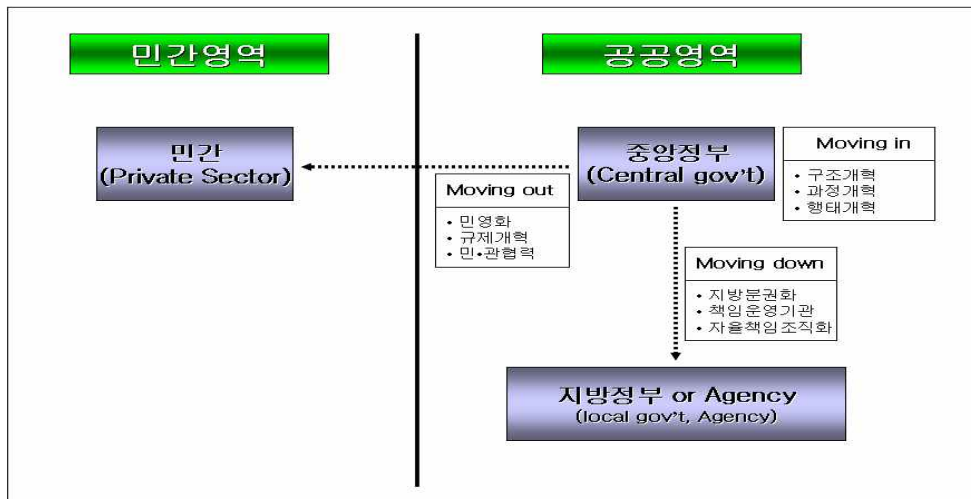 민간영역
공공영역
민간
(Private Sector)
중앙정부
(Central gov't)
Moving in
• 구조개혁
• 과정개혁
• 행태개혁
Moving out
• 민영화
• 규제개혁
• 민•관협력
Moving down
• 지방분권화
• 책임운영기관
• 자율책임조직화
지방정부 or Agency
(local gov't, Agency)